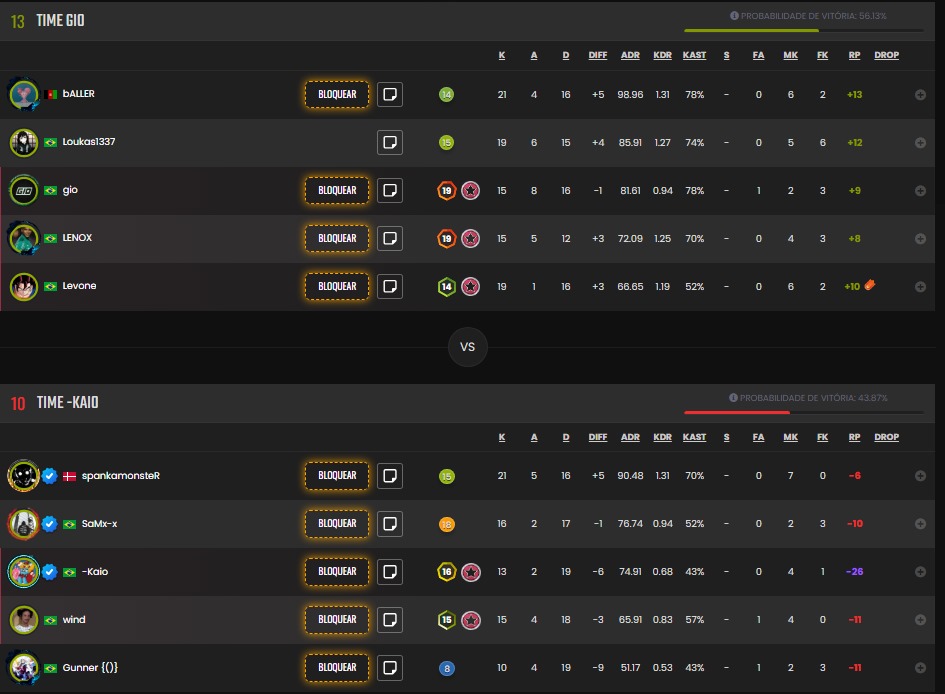 13 TIME GIO PROBABILIDADE DE VITÓRIA: 56.13%
K A D DIFF ADR KDR KAST S FA MK FK RP DROP
bALLER BLOQUEAR 14 21 4 16 +5 98.96 1.31 78% - 0 6 2 +13
Loukas1337 15 19 6 15 +4 85.91 1.27 74% - 0 5 6 +12
GIO gio BLOQUEAR 19 15 8 16 -1 81.61 0.94 78% - 1 2 3 +9
LENOX BLOQUEAR 19 15 5 12 +3 72.09 1.25 70% - 0 4 3 +8
Levone BLOQUEAR 14 19 1 16 +3 66.65 1.19 52% - 0 6 2 +10
VS
10 TIME -KAIO PROBABILIDADE DE VITÓRIA: 43.87%
K A D DIFF ADR KDR KAST S FA MK FK RP DROP
spankamonsteR BLOQUEAR 15 21 5 16 +5 90.48 1.31 70% - 0 7 0 -6
SaMx-x BLOQUEAR 18 16 2 17 -1 76.74 0.94 52% - 0 2 3 -10
-Kaio BLOQUEAR 16 13 2 19 -6 74.91 0.68 43% - 0 4 1 -26
wind BLOQUEAR 15 15 4 18 -3 65.91 0.83 57% - 1 4 0 -11
Gunner {()} BLOQUEAR 8 10 4 19 -9 51.17 0.53 43% - 1 2 3 -11